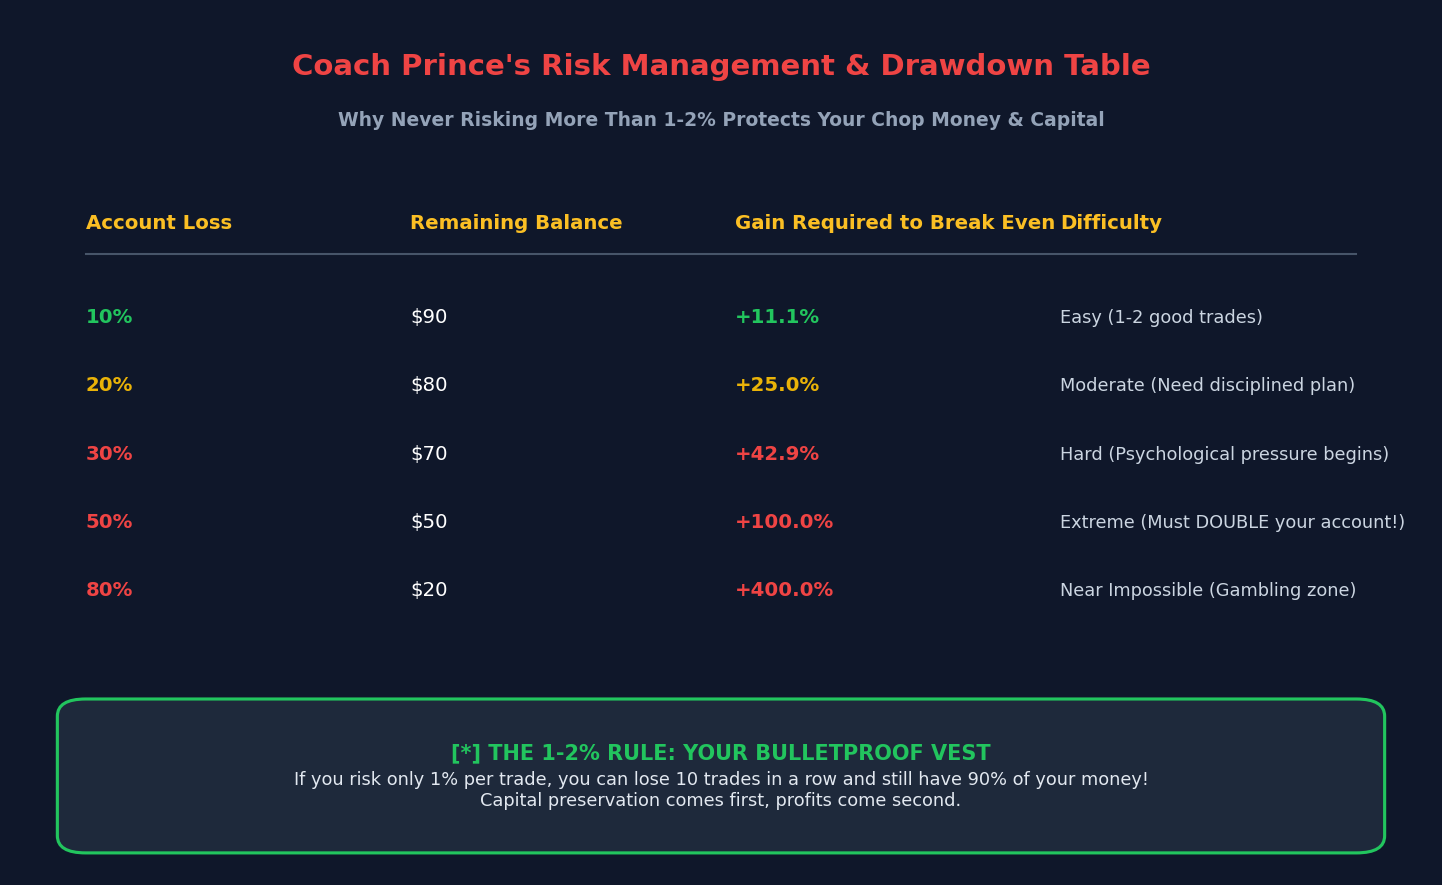 Coach Prince's Risk Management & Drawdown Table
Why Never Risking More Than 1-2% Protects Your Chop Money & Capital
Account Loss Remaining Balance Gain Required to Break Even Difficulty
10% $90 +11.1% Easy (1-2 good trades)
20% $80 +25.0% Moderate (Need disciplined plan)
30% $70 +42.9% Hard (Psychological pressure begins)
50% $50 +100.0% Extreme (Must DOUBLE your account!)
80% $20 +400.0% Near Impossible (Gambling zone)
[*] THE 1-2% RULE: YOUR BULLETPROOF VEST
If you risk only 1% per trade, you can lose 10 trades in a row and still have 90% of your money!
Capital preservation comes first, profits come second.